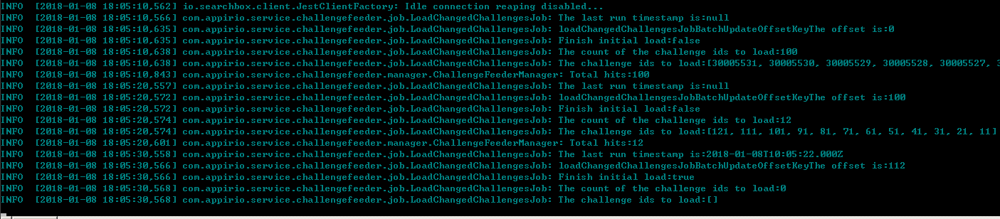 INFO  [2018-01-08 18:05:10,562] io.searchbox.client.JestClientFactory: Idle connection reaping disabled...
INFO  [2018-01-08 18:05:10,566] com.appirio.service.challengefeeder.job.LoadChangedChallengesJob: The last run timestamp is:null
INFO  [2018-01-08 18:05:10,635] com.appirio.service.challengefeeder.job.LoadChangedChallengesJob: loadChangedChallengesJobBatchUpdateOffsetKeyThe offset is:0
INFO  [2018-01-08 18:05:10,635] com.appirio.service.challengefeeder.job.LoadChangedChallengesJob: Finish initial load:false
INFO  [2018-01-08 18:05:10,638] com.appirio.service.challengefeeder.job.LoadChangedChallengesJob: The count of the challenge ids to load:100
INFO  [2018-01-08 18:05:10,638] com.appirio.service.challengefeeder.job.LoadChangedChallengesJob: The challenge ids to load:[30005531, 30005530, 30005529, 30005528, 30005527, 3
INFO  [2018-01-08 18:05:10,843] com.appirio.service.challengefeeder.manager.ChallengeFeederManager: Total hits:100
INFO  [2018-01-08 18:05:20,557] com.appirio.service.challengefeeder.job.LoadChangedChallengesJob: The last run timestamp is:null
INFO  [2018-01-08 18:05:20,572] com.appirio.service.challengefeeder.job.LoadChangedChallengesJob: loadChangedChallengesJobBatchUpdateOffsetKeyThe offset is:100
INFO  [2018-01-08 18:05:20,572] com.appirio.service.challengefeeder.job.LoadChangedChallengesJob: Finish initial load:false
INFO  [2018-01-08 18:05:20,574] com.appirio.service.challengefeeder.job.LoadChangedChallengesJob: The count of the challenge ids to load:12
INFO  [2018-01-08 18:05:20,574] com.appirio.service.challengefeeder.job.LoadChangedChallengesJob: The challenge ids to load:[121, 111, 101, 91, 81, 71, 61, 51, 41, 31, 21, 11]
INFO  [2018-01-08 18:05:20,601] com.appirio.service.challengefeeder.manager.ChallengeFeederManager: Total hits:12
INFO  [2018-01-08 18:05:30,558] com.appirio.service.challengefeeder.job.LoadChangedChallengesJob: The last run timestamp is:2018-01-08T10:05:22.000Z
INFO  [2018-01-08 18:05:30,566] com.appirio.service.challengefeeder.job.LoadChangedChallengesJob: loadChangedChallengesJobBatchUpdateOffsetKeyThe offset is:112
INFO  [2018-01-08 18:05:30,566] com.appirio.service.challengefeeder.job.LoadChangedChallengesJob: Finish initial load:true
INFO  [2018-01-08 18:05:30,568] com.appirio.service.challengefeeder.job.LoadChangedChallengesJob: The count of the challenge ids to load:0
INFO  [2018-01-08 18:05:30,568] com.appirio.service.challengefeeder.job.LoadChangedChallengesJob: The challenge ids to load:[]